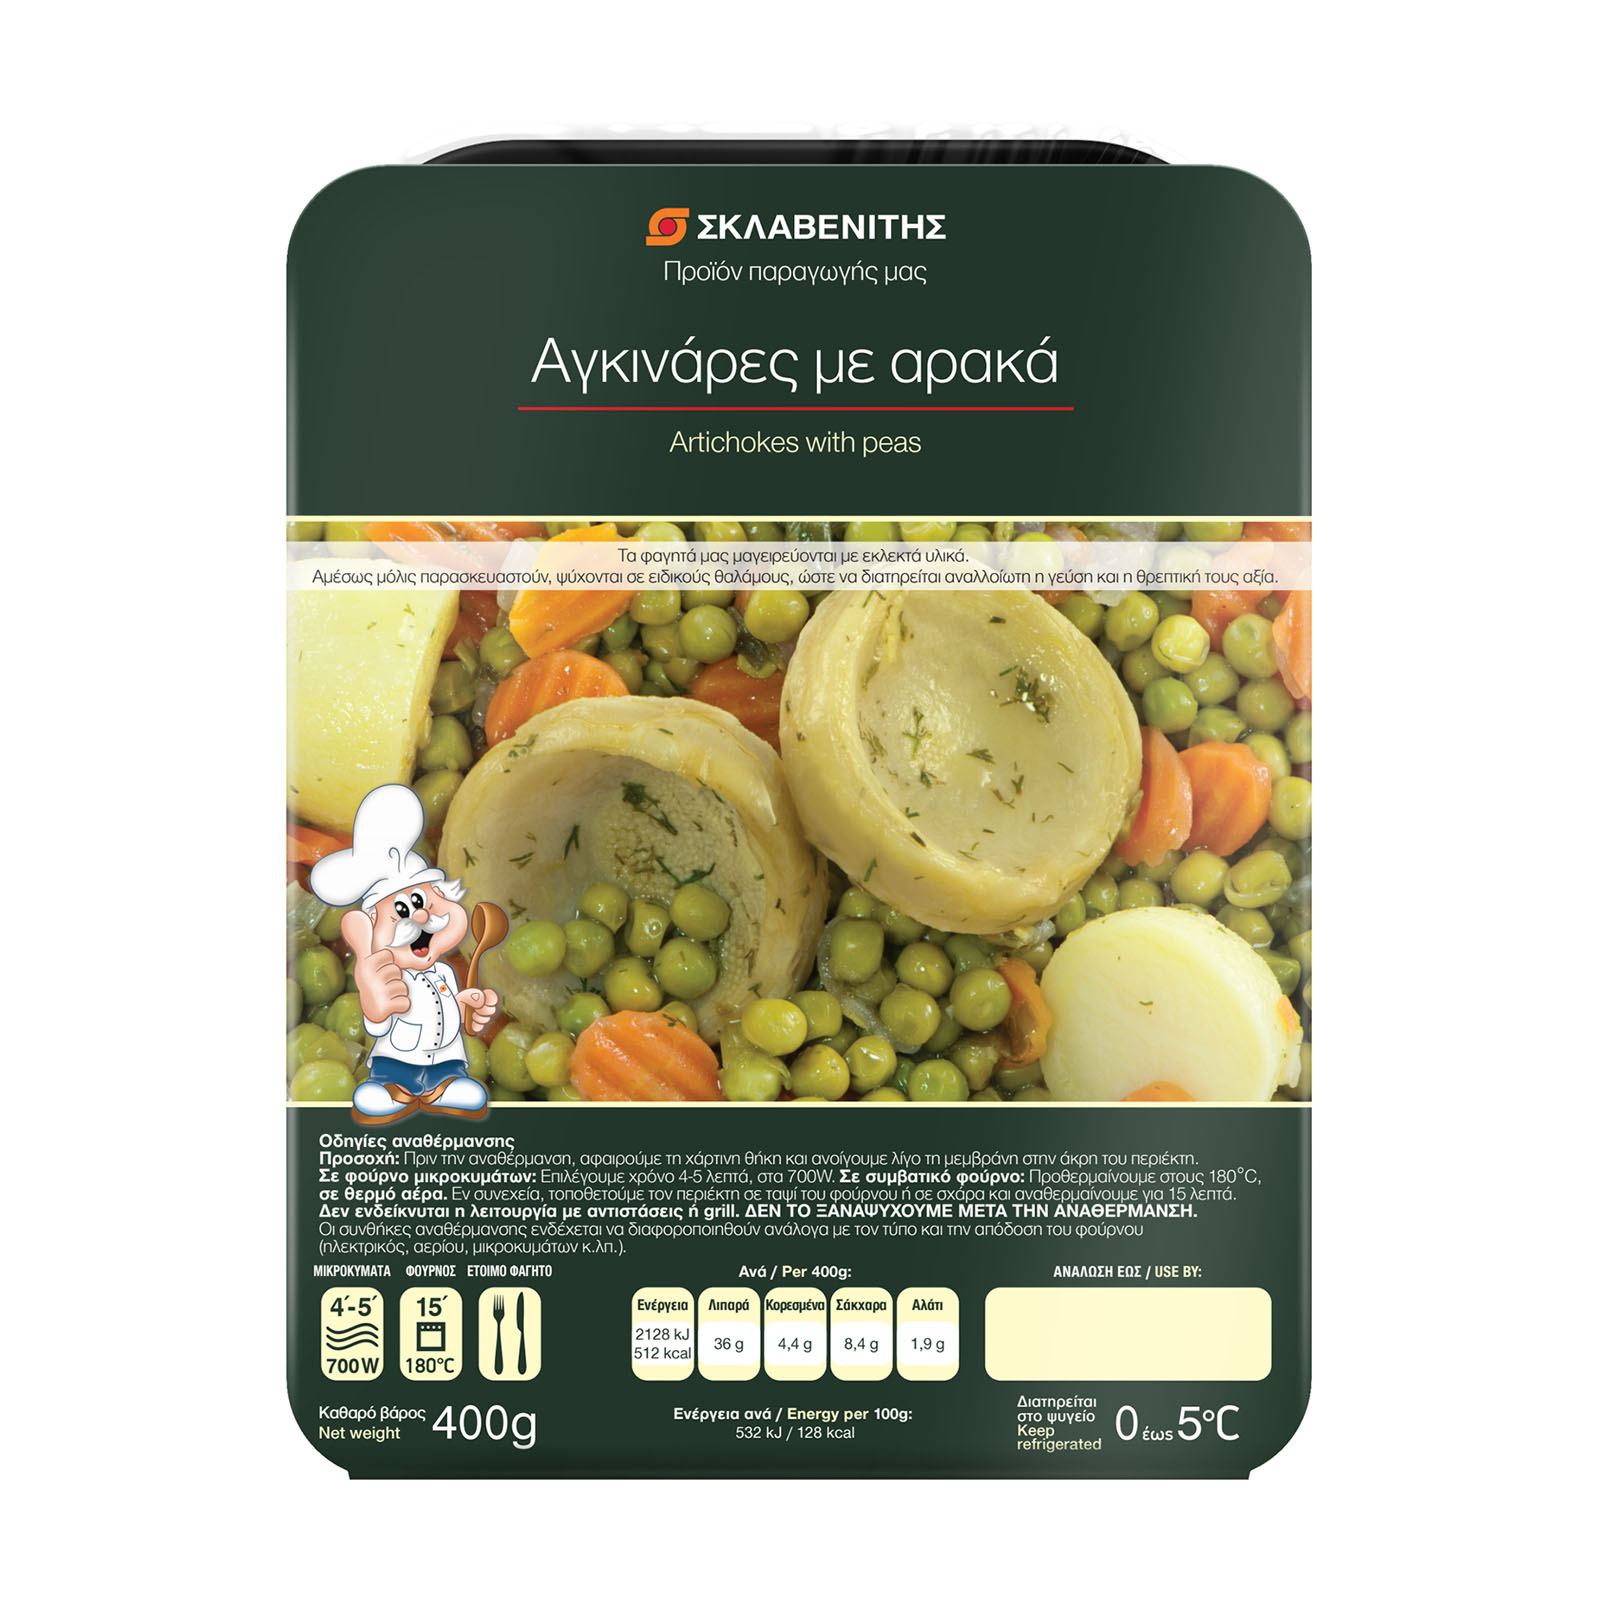 ΣΚΛΑΒΕΝΙΤΗΣ
Προϊόν παραγωγής μας
Αγκινάρες με αρακά
Artichokes with peas
Τα φαγητά μας μαγειρεύονται με εκλεκτά υλικά.
Αμέσως μόλις παρασκευαστούν, ψύχονται σε ειδικούς θαλάμους, ώστε να διατηρείται αναλλοίωτη η γεύση και η θρεπτική τους αξία.
Οδηγίες αναθέρμανσης
Προσοχή: Πριν την αναθέρμανση, αφαιρούμε τη χάρτινη θήκη και ανοίγουμε λίγο τη μεμβράνη στην άκρη του περιέκτη.
Σε φούρνο μικροκυμάτων: Επιλέγουμε χρόνο 4-5 λεπτά, στα 700W. Σε συμβατικό φούρνο: Προθερμαίνουμε στους 180°C,
σε θερμό αέρα. Εν συνεχεία, τοποθετούμε τον περιέκτη σε ταψί του φούρνου ή σε σχάρα και αναθερμαίνουμε για 15 λεπτά.
Δεν ενδείκνυται η λειτουργία με αντιστάσεις ή grill. ΔΕΝ ΤΟ ΞΑΝΑΨΥΧΟΥΜΕ ΜΕΤΑ ΤΗΝ ΑΝΑΘΕΡΜΑΝΣΗ.
Οι συνθήκες αναθέρμανσης ενδέχεται να διαφοροποιηθούν ανάλογα με τον τύπο και την απόδοση του φούρνου
(ηλεκτρικός, αερίου, μικροκυμάτων κ.λπ.).
ΜΙΚΡΟΚΥΜΑΤΑ ΦΟΥΡΝΟΣ ΕΤΟΙΜΟ ΦΑΓΗΤΟ
4΄-5΄ 15΄
700W 180°C
Ανά / Per 400g:
Ενέργεια Λιπαρά Κορεσμένα Σάκχαρα Αλάτι
2128 kJ
512 kcal 36 g 4,4 g 8,4 g 1,9 g
ΑΝΑΛΩΣΗ ΕΩΣ / USE BY:
Καθαρό βάρος
Net weight 400g
Ενέργεια ανά / Energy per 100g:
532 kJ / 128 kcal
Διατηρείται
στο ψυγείο
Keep
refrigerated
0 έως 5°C